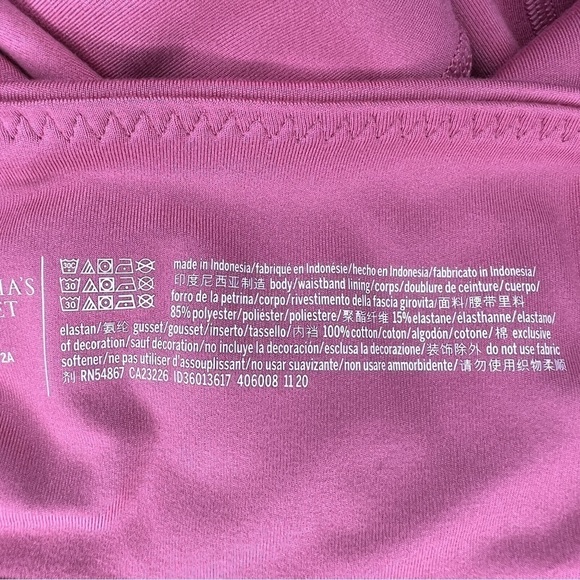 A'S
ET
2A
30
30
30
made in Indonesia/fabriqué en Indonésie/hecho en Indonesia/fabbricato in Indonesia/
印度尼西亚制造 body/waistband lining/corps/doublure de ceinture/cuerpo/
forro de la petrina/corpo/rivestimento della fascia girovita/面料/腰带里料
85% polyester/poliéster/poliestere/聚酯纤维 15% elastane/élasthanne/elastano/
elastan/氨纶 gusset/gousset/inserto/tassello/内裆 100% cotton/coton/algodón/cotone/棉 exclusive
of decoration/sauf décoration/no incluye la decoración/esclusa la decorazione/装饰除外 do not use fabric
softener/ne pas utiliser d'assouplissant/no usar suavizante/non usare ammorbidente/请勿使用织物柔顺
剂 RN54867 CA23226 ID36013617 406008 11 20